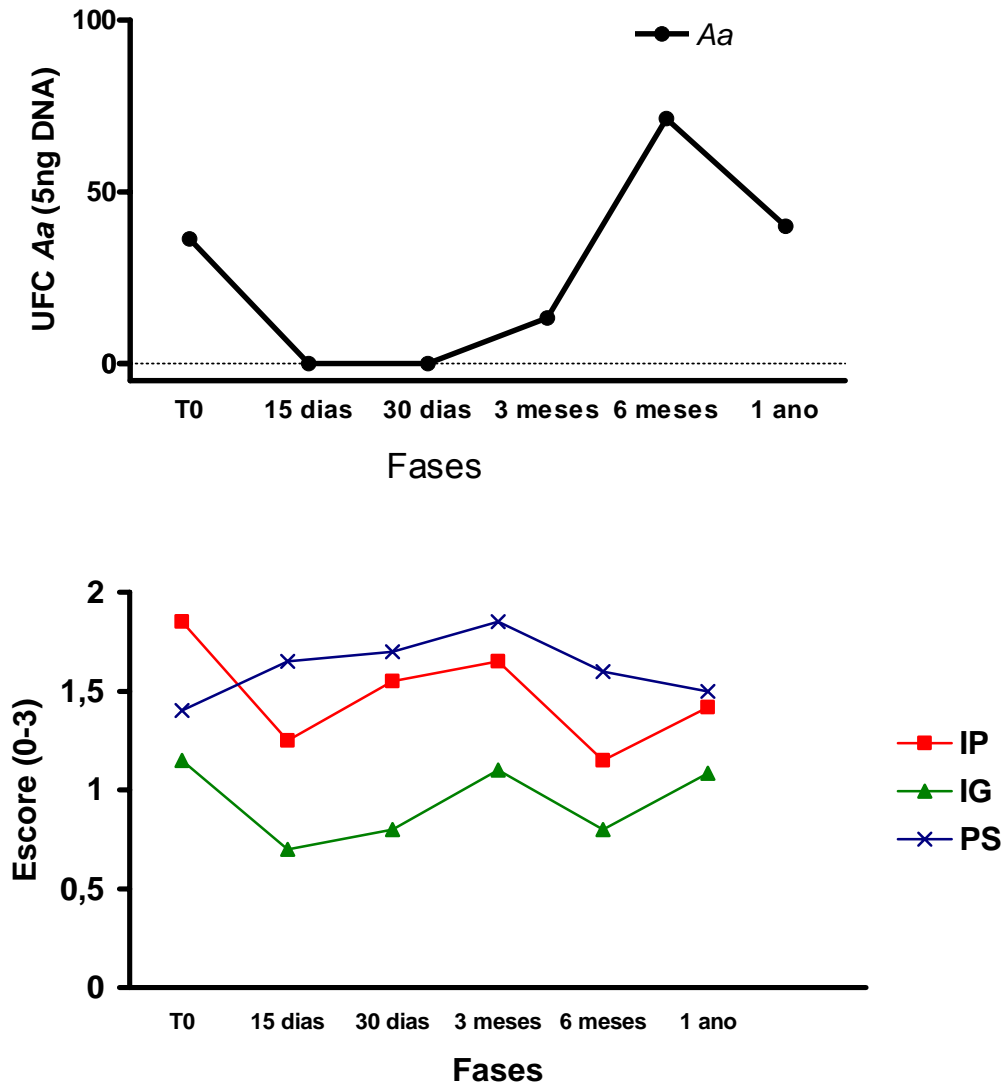 100
Aa
UFC Aa (5ng DNA)
50
0
T0 15 dias 30 dias 3 meses 6 meses 1 ano
Fases
2
Escore (0-3)
1,5
IP
1
IG
PS
0,5
0
T0 15 dias 30 dias 3 meses 6 meses 1 ano
Fases